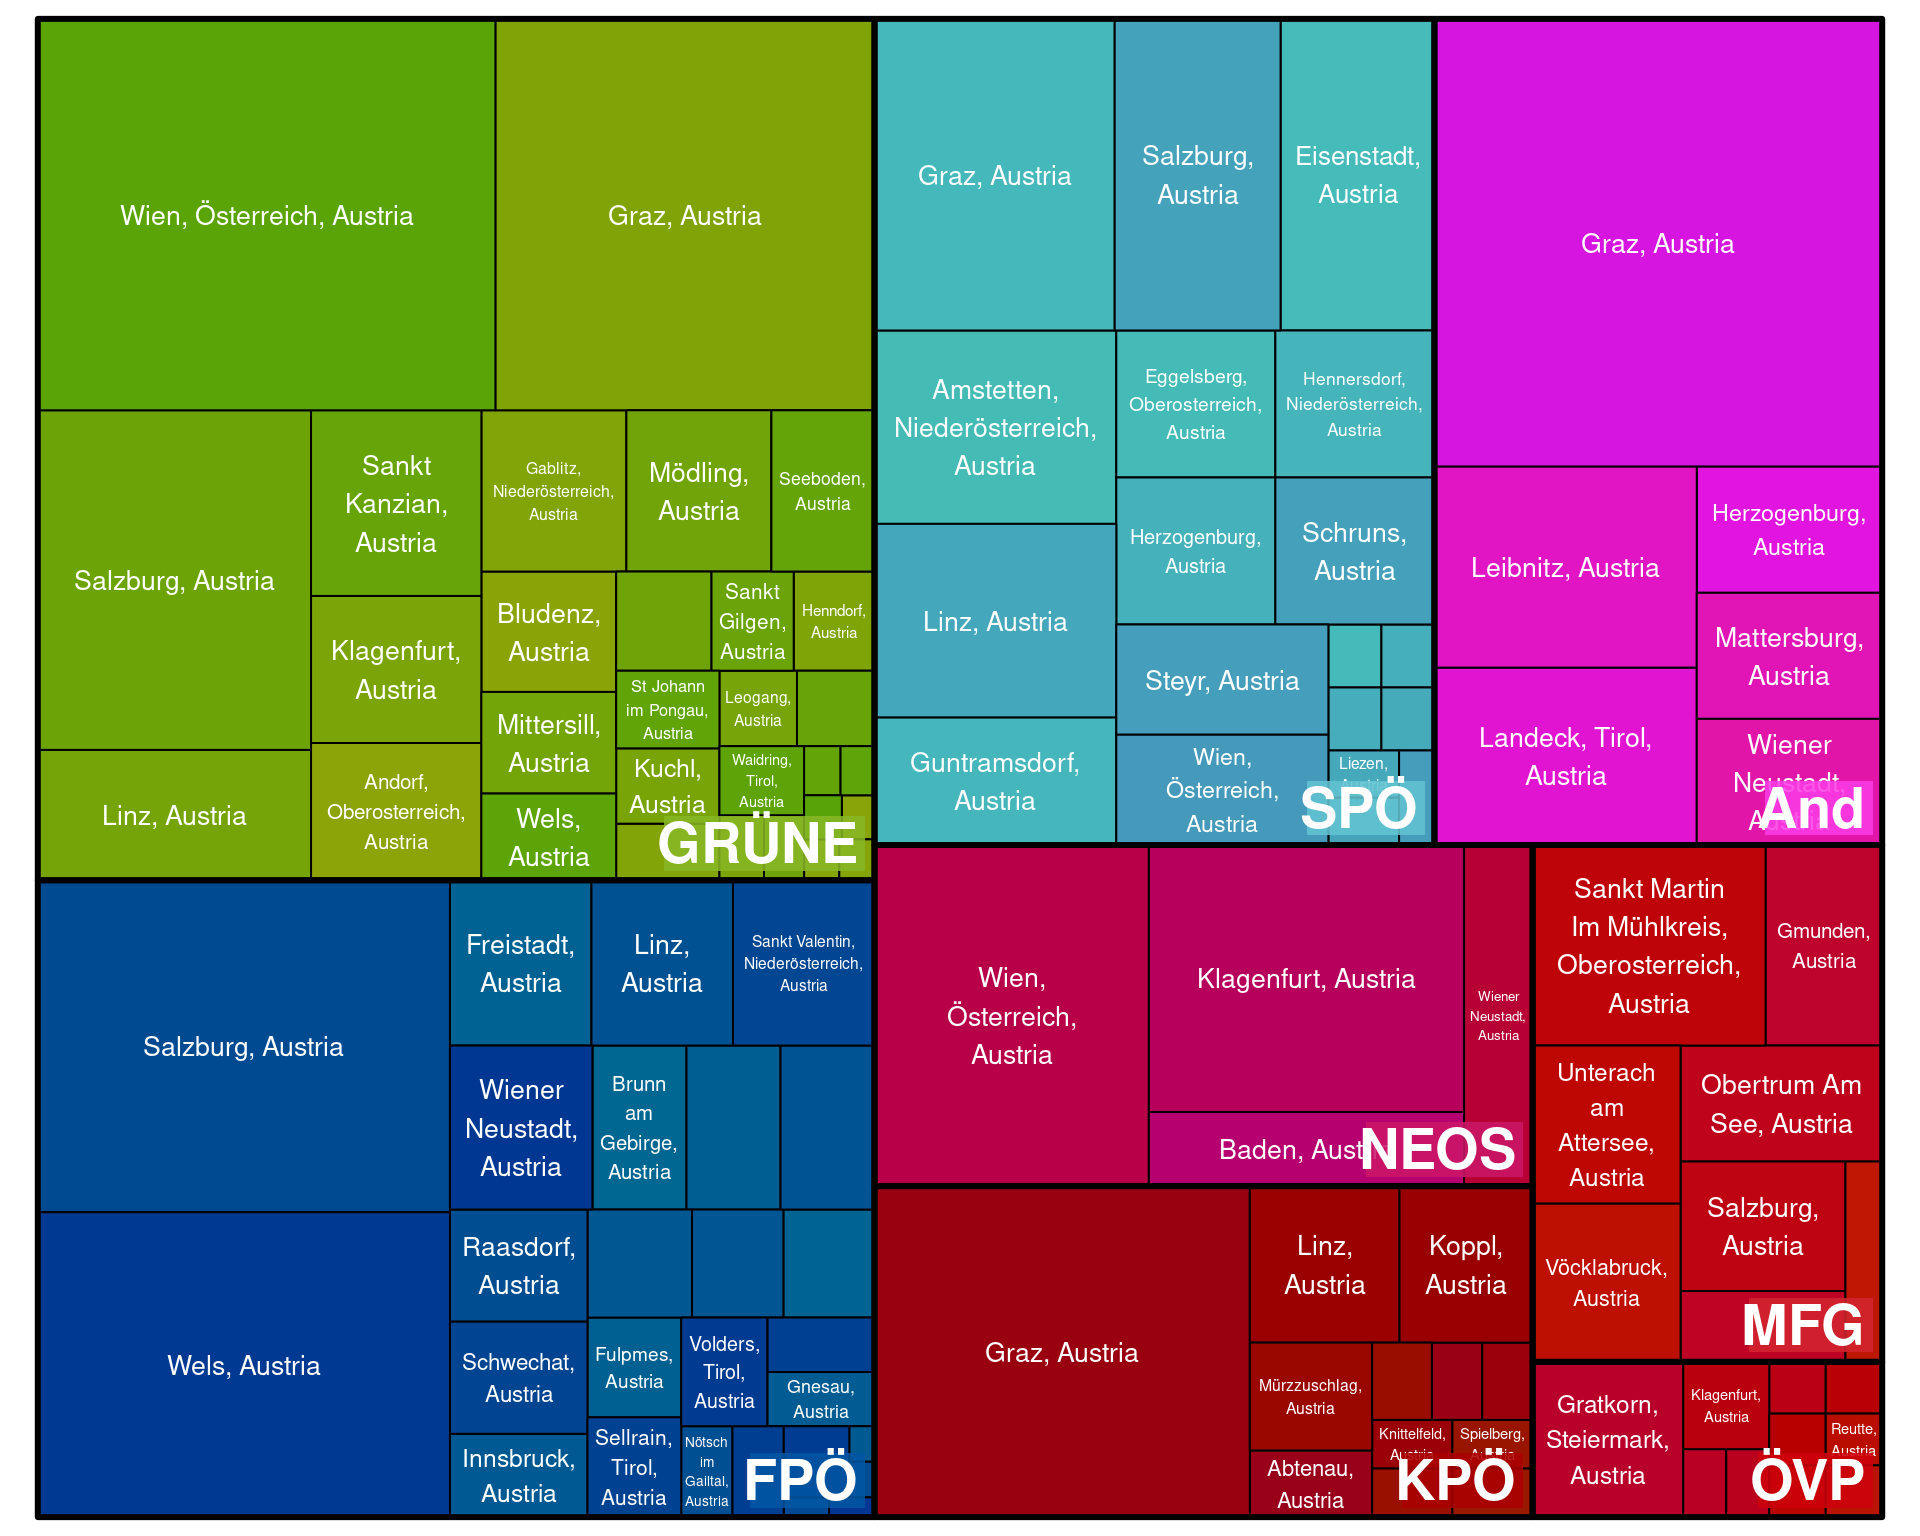 Wien, Österreich, Austria
Graz, Austria
Salzburg, Austria
Linz, Austria
Sankt
Kanzian,
Austria
Klagenfurt,
Austria
Andorf,
Oberosterreich,
Austria
Gablitz,
Niederösterreich,
Austria
Mödling,
Austria
Seeboden,
Austria
Bludenz,
Austria
Mittersill,
Austria
Wels,
Austria
Sankt
Gilgen,
Austria
Henndorf,
Austria
St Johann
im Pongau,
Austria
Leogang,
Austria
Kuchl,
Austria
Waidring,
Tirol,
Austria
GRÜNE
Graz, Austria
Salzburg,
Austria
Eisenstadt,
Austria
Amstetten,
Niederösterreich,
Austria
Eggelsberg,
Oberosterreich,
Austria
Hennersdorf,
Niederösterreich,
Austria
Linz, Austria
Herzogenburg,
Austria
Schruns,
Austria
Guntramsdorf,
Austria
Steyr, Austria
Wien,
Österreich,
Austria
Liezen,
Austria
SPÖ
Graz, Austria
Leibnitz, Austria
Landeck, Tirol,
Austria
Herzogenburg,
Austria
Mattersburg,
Austria
Wiener
Neustadt,
Austria
And
Salzburg, Austria
Wels, Austria
Freistadt,
Austria
Linz,
Austria
Sankt Valentin,
Niederösterreich,
Austria
Wiener
Neustadt,
Austria
Brunn
am
Gebirge,
Austria
Raasdorf,
Austria
Schwechat,
Austria
Innsbruck,
Austria
Fulpmes,
Austria
Volders,
Tirol,
Austria
Gnesau,
Austria
Sellrain,
Tirol,
Austria
Nötsch
im
Gailtal,
Austria
FPÖ
Wien,
Österreich,
Austria
Klagenfurt, Austria
Baden, Austria
Wiener
Neustadt,
Austria
NEOS
Graz, Austria
Linz,
Austria
Koppl,
Austria
Mürzzuschlag,
Austria
Abtenau,
Austria
Knittelfeld,
Austria
Spielberg,
Austria
KPÖ
Sankt Martin
Im Mühlkreis,
Oberosterreich,
Austria
Gmunden,
Austria
Unterach
am
Attersee,
Austria
Obertrum Am
See, Austria
Vöcklabruck,
Austria
Salzburg,
Austria
MFG
Gratkorn,
Steiermark,
Austria
Klagenfurt,
Austria
Reutte,
Austria
ÖVP